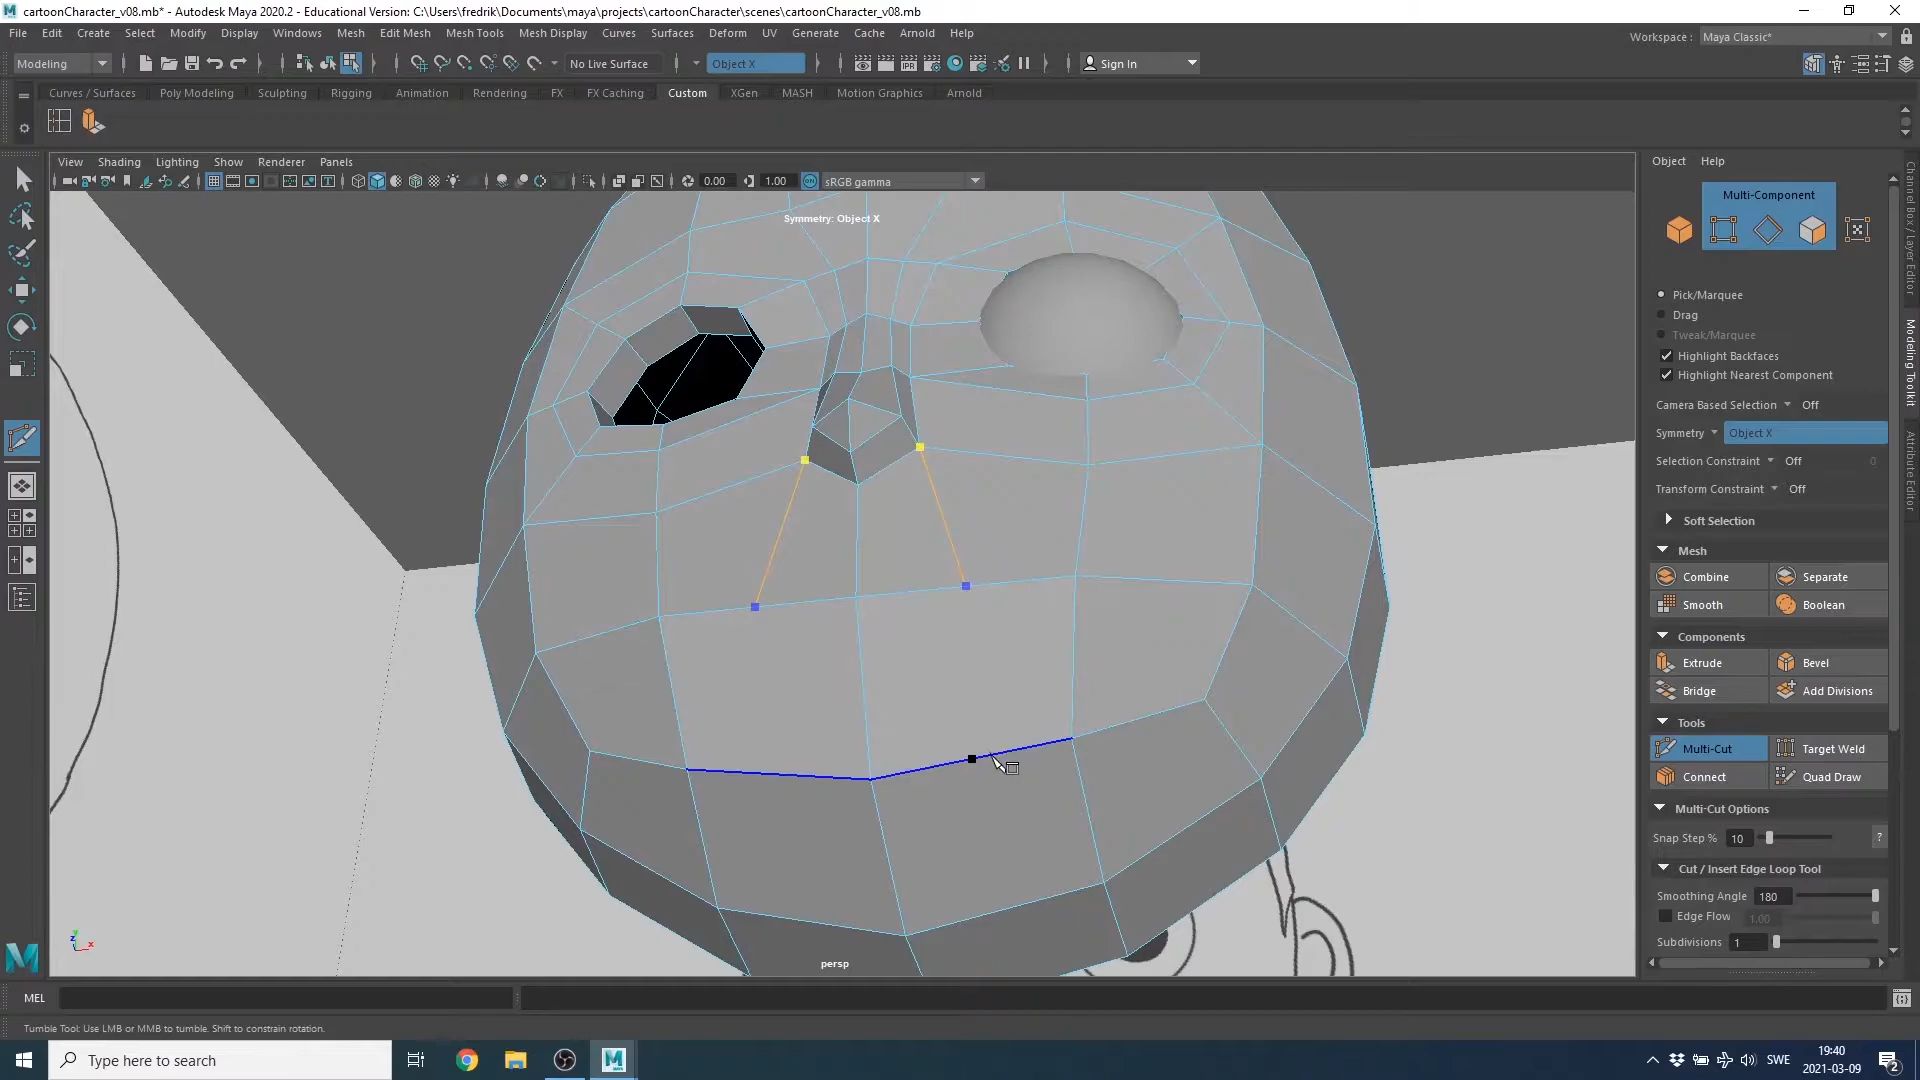 cartoonCharacter_v08.mb* - Autodesk Maya 2020.2 - Educational Version: C:\Users\fredrik\Documents\maya\projects\cartoonCharacter\scenes\cartoonCharacter_v08.mb
File Edit Create Select Modify Display Windows Mesh Edit Mesh Mesh Tools Mesh Display Curves Surfaces Deform UV Generate Cache Arnold Help
Workspace : Maya Classic*
Modeling
No Live Surface
Object X
Sign In
Curves / Surfaces Poly Modeling Sculpting Rigging Animation Rendering FX FX Caching Custom XGen MASH Motion Graphics Arnold
View Shading Lighting Show Renderer Panels
0.00 1.00 sRGB gamma
Symmetry: Object X
persp
Object Help
Multi-Component
Pick/Marquee
Drag
Tweak/Marquee
Highlight Backfaces
Highlight Nearest Component
Camera Based Selection Off
Symmetry Object X
Selection Constraint Off 0
Transform Constraint Off
Soft Selection
Mesh
Combine Separate
Smooth Boolean
Components
Extrude Bevel
Bridge Add Divisions
Tools
Multi-Cut Target Weld
Connect Quad Draw
Multi-Cut Options
Snap Step % 10 ?
Cut / Insert Edge Loop Tool
Smoothing Angle 180
Edge Flow 1.00
Subdivisions 1
Channel Box / Layer Editor
Modeling Toolkit
Attribute Editor
MEL
Tumble Tool: Use LMB or MMB to tumble. Shift to constrain rotation.
Type here to search
SWE
19:40
2021-03-09
2